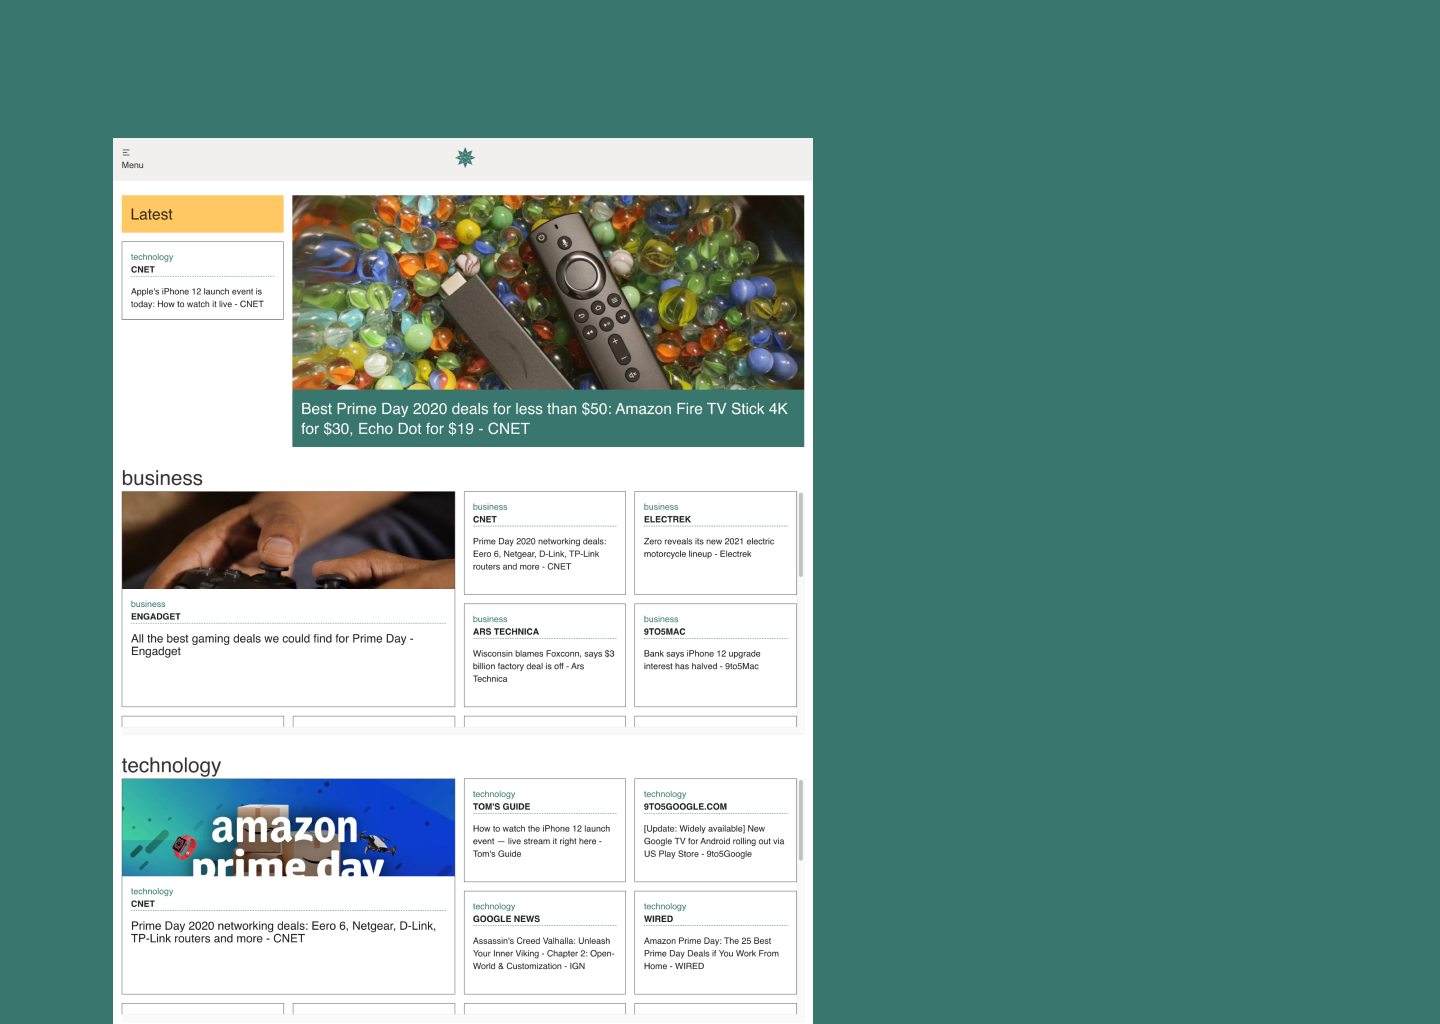 Menu
Latest
technology
CNET
Apple's iPhone 12 launch event is
today: How to watch it live - CNET
Best Prime Day 2020 deals for less than $50: Amazon Fire TV Stick 4K
for $30, Echo Dot for $19 - CNET
business
business
ENGADGET
All the best gaming deals we could find for Prime Day -
Engadget
business
CNET
Prime Day 2020 networking deals:
Eero 6, Netgear, D-Link, TP-Link
routers and more - CNET
business
ELECTREK
Zero reveals its new 2021 electric
motorcycle lineup - Electrek
business
ARS TECHNICA
Wisconsin blames Foxconn, says $3
billion factory deal is off - Ars
Technica
business
9TO5MAC
Bank says iPhone 12 upgrade
interest has halved - 9to5Mac
technology
amazon
prime day
technology
CNET
Prime Day 2020 networking deals: Eero 6, Netgear, D-Link,
TP-Link routers and more - CNET
technology
TOM'S GUIDE
How to watch the iPhone 12 launch
event — live stream it right here -
Tom's Guide
technology
9TO5GOOGLE.COM
[Update: Widely available] New
Google TV for Android rolling out via
US Play Store - 9to5Google
technology
GOOGLE NEWS
Assassin's Creed Valhalla: Unleash
Your Inner Viking - Chapter 2: Open-
World & Customization - IGN
technology
WIRED
Amazon Prime Day: The 25 Best
Prime Day Deals if You Work From
Home - WIRED